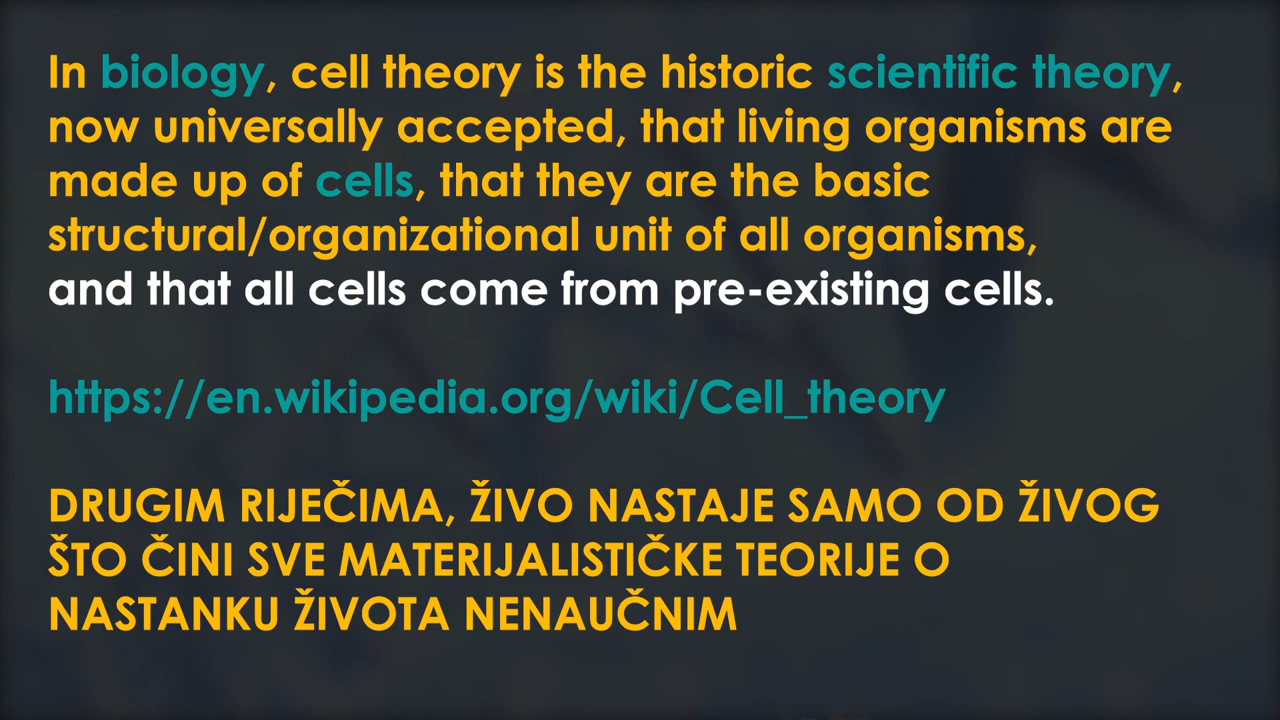 In biology, cell theory is the historic scientific theory,
now universally accepted, that living organisms are
made up of cells, that they are the basic
structural/organizational unit of all organisms,
and that all cells come from pre-existing cells.
https://en.wikipedia.org/wiki/Cell_theory
DRUGIM RIJEČIMA, ŽIVO NASTAJE SAMO OD ŽIVOG
ŠTO ČINI SVE MATERIJALISTIČKE TEORIJE O
NASTANKU ŽIVOTA NENAUČNIM